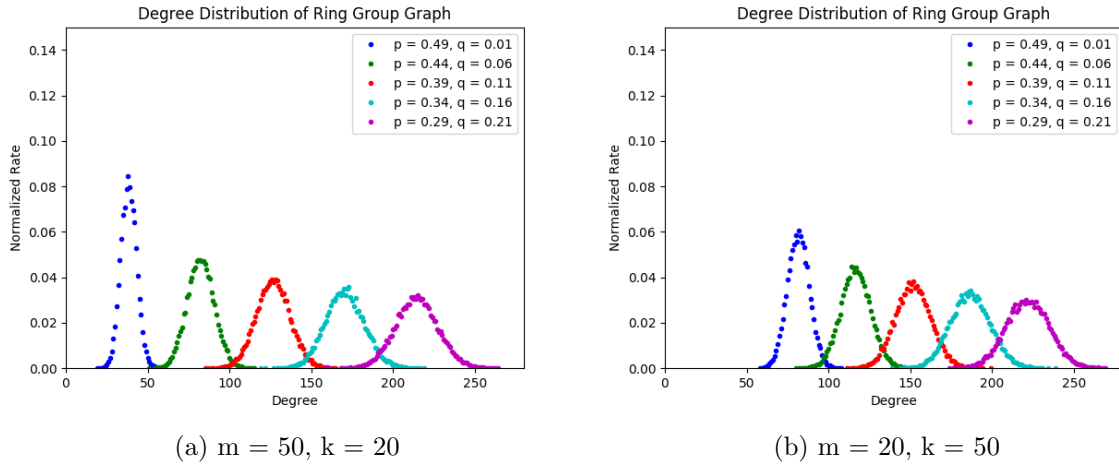 Degree Distribution of Ring Group Graph
0.14
0.12
0.10
0.08
0.06
0.04
0.02
0.00
Normalized Rate
p = 0.49, q = 0.01
p = 0.44, q = 0.06
p = 0.39, q = 0.11
p = 0.34, q = 0.16
p = 0.29, q = 0.21
0 50 100 150 200 250
Degree
(a) m = 50, k = 20
Degree Distribution of Ring Group Graph
0.14
0.12
0.10
0.08
0.06
0.04
0.02
0.00
Normalized Rate
p = 0.49, q = 0.01
p = 0.44, q = 0.06
p = 0.39, q = 0.11
p = 0.34, q = 0.16
p = 0.29, q = 0.21
0 50 100 150 200 250
Degree
(b) m = 20, k = 50